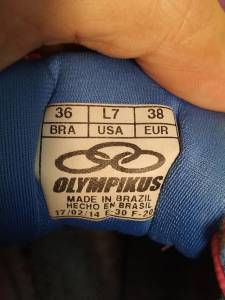 36 L7 38
BRA USA EUR
OLYMPIKUS
MADE IN BRAZIL
HECHO EN BRASIL
17/02/14 E-30 F-20